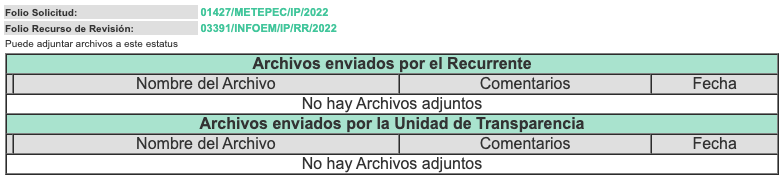 Folio Solicitud: 01427/METEPEC/IP/2022
Folio Recurso de Revisión: 03391/INFOEM/IP/RR/2022
Puede adjuntar archivos a este estatus
Archivos enviados por el Recurrente
Nombre del Archivo Comentarios Fecha
No hay Archivos adjuntos
Archivos enviados por la Unidad de Transparencia
Nombre del Archivo Comentarios Fecha
No hay Archivos adjuntos